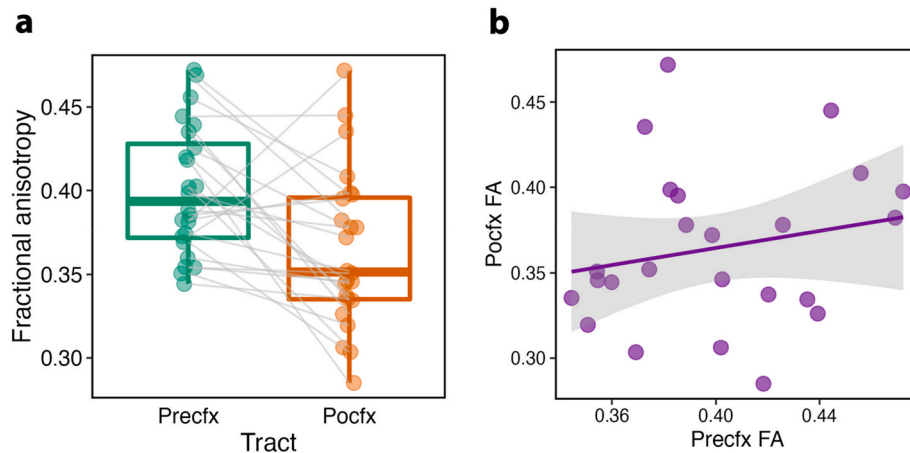 a
Fractional anisotropy
0.45
0.40
0.35
0.30
Precfx Pocfx
Tract
b
Pocfx FA
0.45
0.40
0.35
0.30
0.36 0.40 0.44
Precfx FA